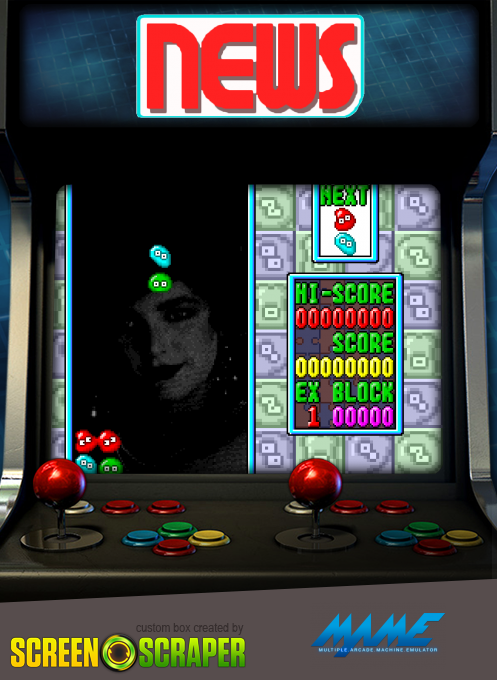 NEWS
NEXT
HI-SCORE
00000000
SCORE
00000000
EX BLOCK
1 00000
custom box created by
SCREEN SCRAPER
MAME
MULTIPLE ARCADE MACHINE EMULATOR